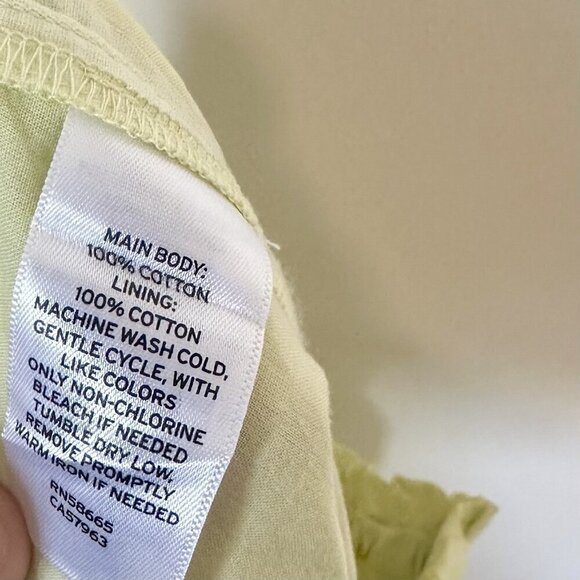 MAIN BODY:
100% COTTON
LINING:
100% COTTON
MACHINE WASH COLD,
GENTLE CYCLE, WITH
LIKE COLORS
ONLY NON-CHLORINE
BLEACH IF NEEDED
TUMBLE DRY LOW,
REMOVE PROMPTLY
WARM IRON IF NEEDED
RN58665
CA57963